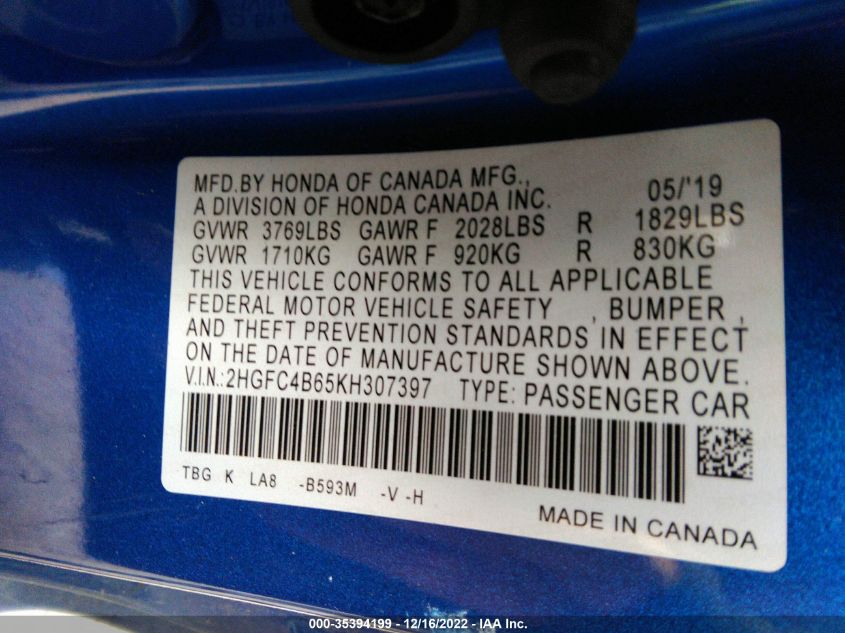 MFD.BY HONDA OF CANADA MFG., 05/'19
A DIVISION OF HONDA CANADA INC.
GVWR 3769LBS GAWR F 2028LBS R 1829LBS
GVWR 1710KG GAWR F 920KG R 830KG
THIS VEHICLE CONFORMS TO ALL APPLICABLE
FEDERAL MOTOR VEHICLE SAFETY , BUMPER ,
AND THEFT PREVENTION STANDARDS IN EFFECT
ON THE DATE OF MANUFACTURE SHOWN ABOVE.
V.I.N.:2HGFC4B65KH307397 TYPE: PASSENGER CAR
TBG K LA8 -B593M -V -H
MADE IN CANADA
000-35394199 - 12/16/2022 - IAA Inc.